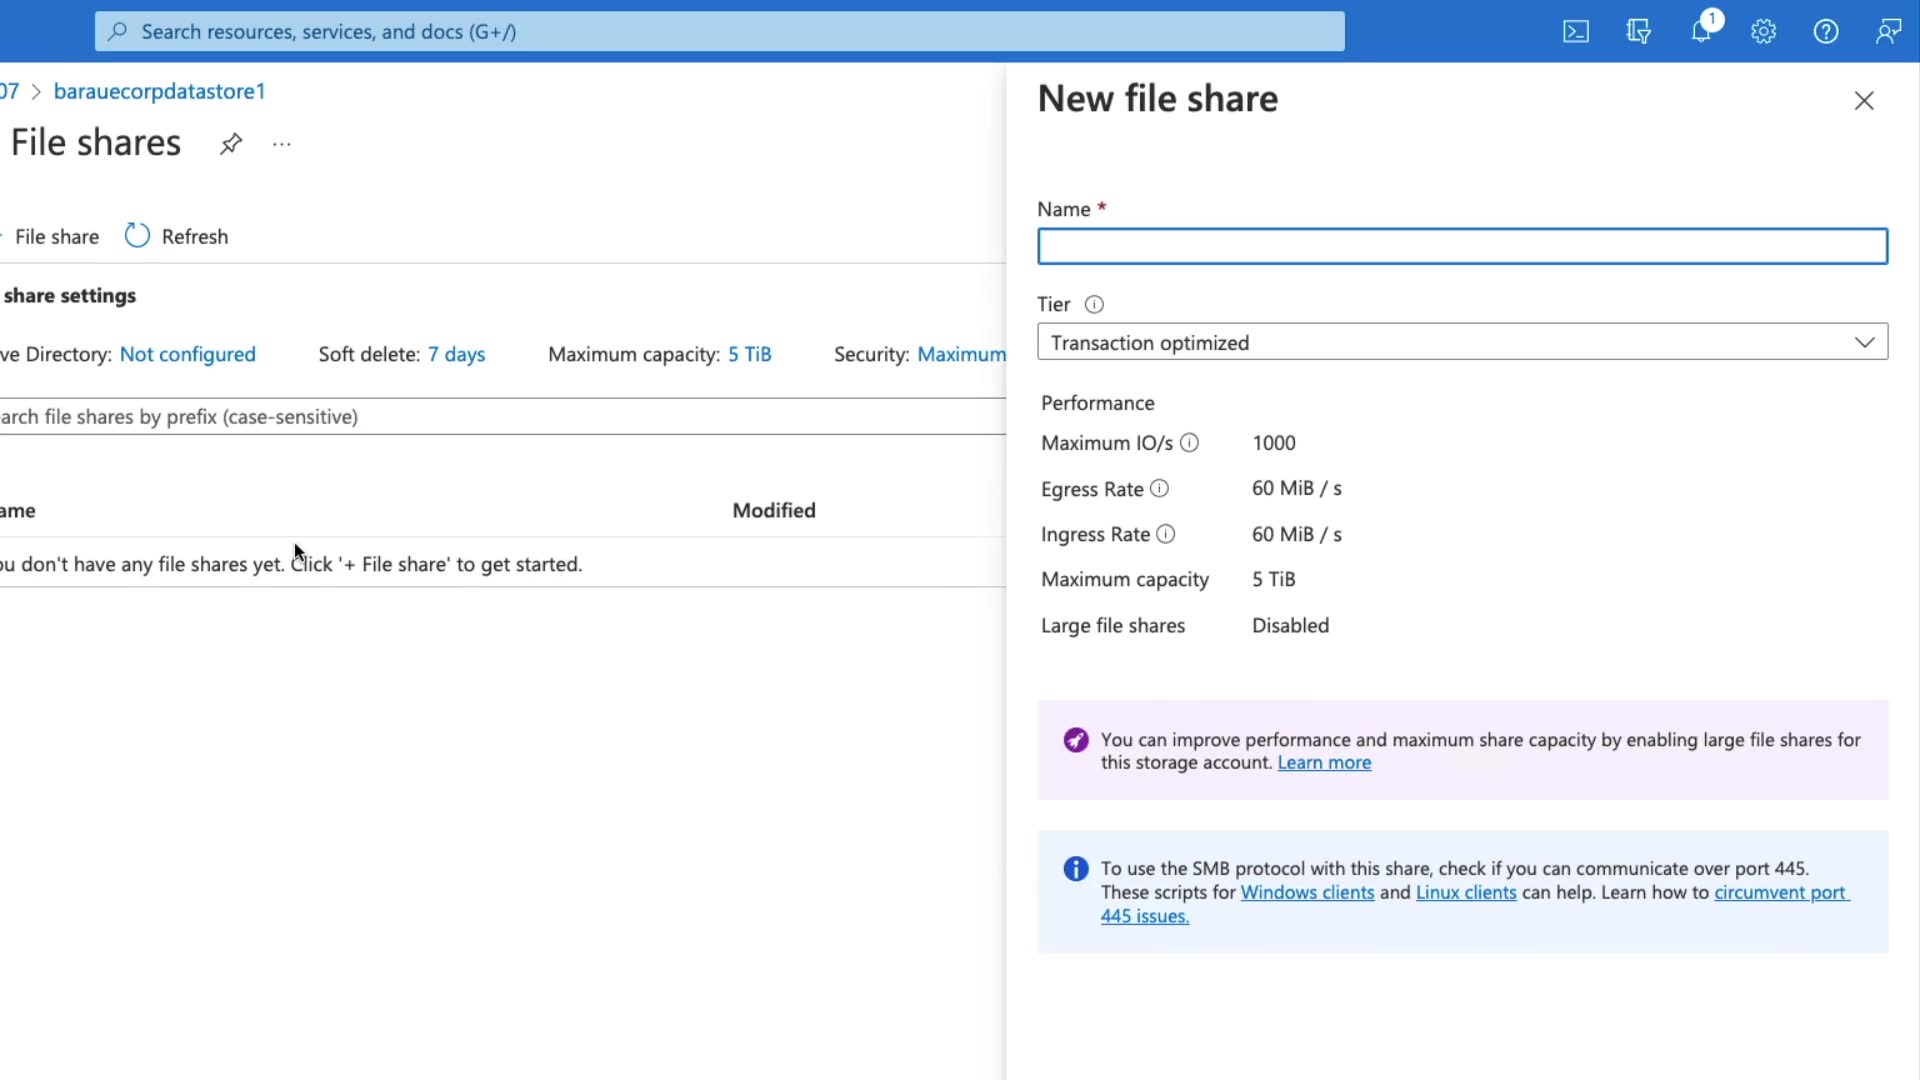 Search resources, services, and docs (G+/)
1
07 > barauecorpdatastore1
File shares
...
File share
Refresh
share settings
ve Directory: Not configured
Soft delete: 7 days
Maximum capacity: 5 TiB
Security: Maximum
arch file shares by prefix (case-sensitive)
ame
Modified
ou don't have any file shares yet. Click '+ File share' to get started.
New file share
Name *
Tier
Transaction optimized
Performance
Maximum IO/s 1000
Egress Rate 60 MiB / s
Ingress Rate 60 MiB / s
Maximum capacity 5 TiB
Large file shares Disabled
You can improve performance and maximum share capacity by enabling large file shares for
this storage account. Learn more
To use the SMB protocol with this share, check if you can communicate over port 445.
These scripts for Windows clients and Linux clients can help. Learn how to circumvent port
445 issues.